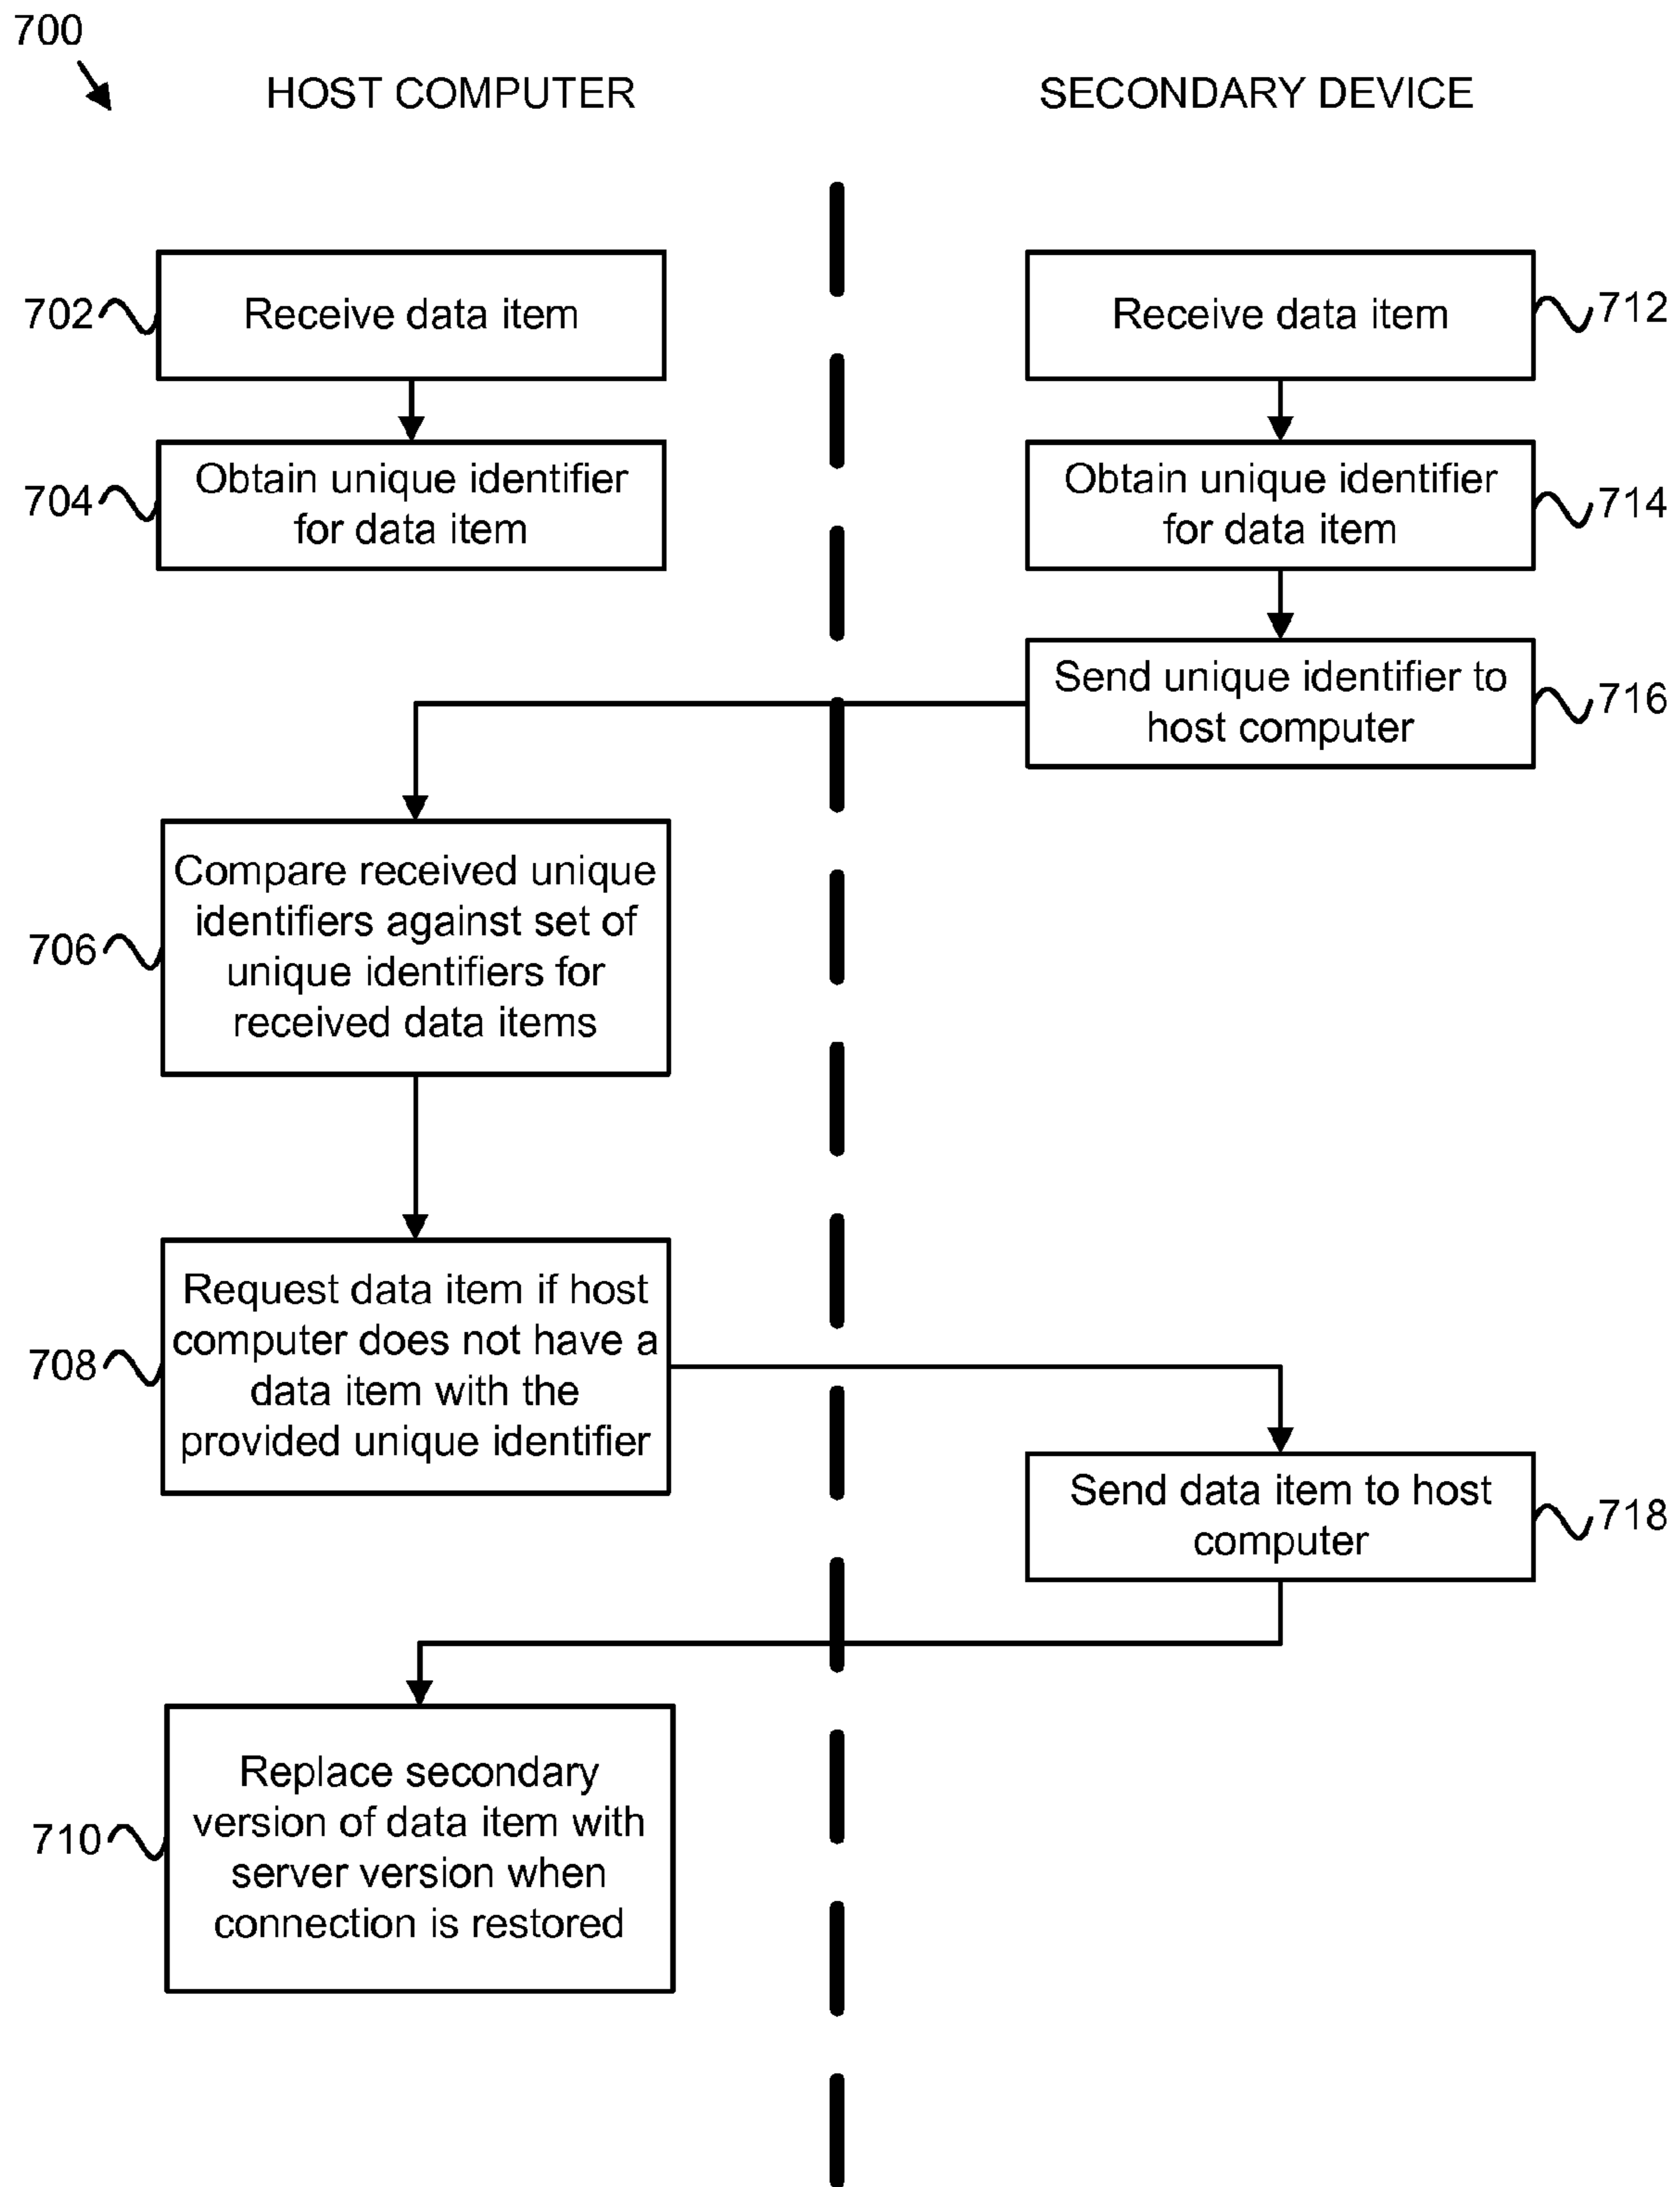 700
HOST COMPUTER
SECONDARY DEVICE
702
Receive data item
Receive data item
712
704
Obtain unique identifier
for data item
Obtain unique identifier
for data item
714
Send unique identifier to
host computer
716
706
Compare received unique
identifiers against set of
unique identifiers for
received data items
708
Request data item if host
computer does not have a
data item with the
provided unique identifier
Send data item to host
computer
718
710
Replace secondary
version of data item with
server version when
connection is restored